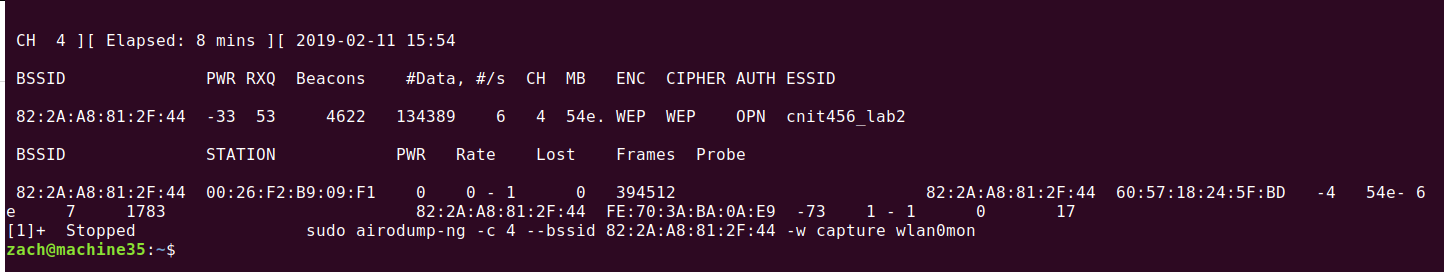 CH  4 ][ Elapsed: 8 mins ][ 2019-02-11 15:54
BSSID              PWR RXQ  Beacons    #Data, #/s  CH  MB   ENC  CIPHER AUTH ESSID
82:2A:A8:81:2F:44  -33  53     4622   134389    6   4  54e. WEP  WEP    OPN  cnit456_lab2
BSSID              STATION            PWR   Rate    Lost    Frames  Probe
82:2A:A8:81:2F:44  00:26:F2:B9:09:F1    0    0 - 1      0   394512                         82:2A:A8:81:2F:44  60:57:18:24:5F:BD   -4   54e- 6
e     7     1783                         82:2A:A8:81:2F:44  FE:70:3A:BA:0A:E9  -73    1 - 1      0       17
[1]+  Stopped                 sudo airodump-ng -c 4 --bssid 82:2A:A8:81:2F:44 -w capture wlan0mon
zach@machine35:~$